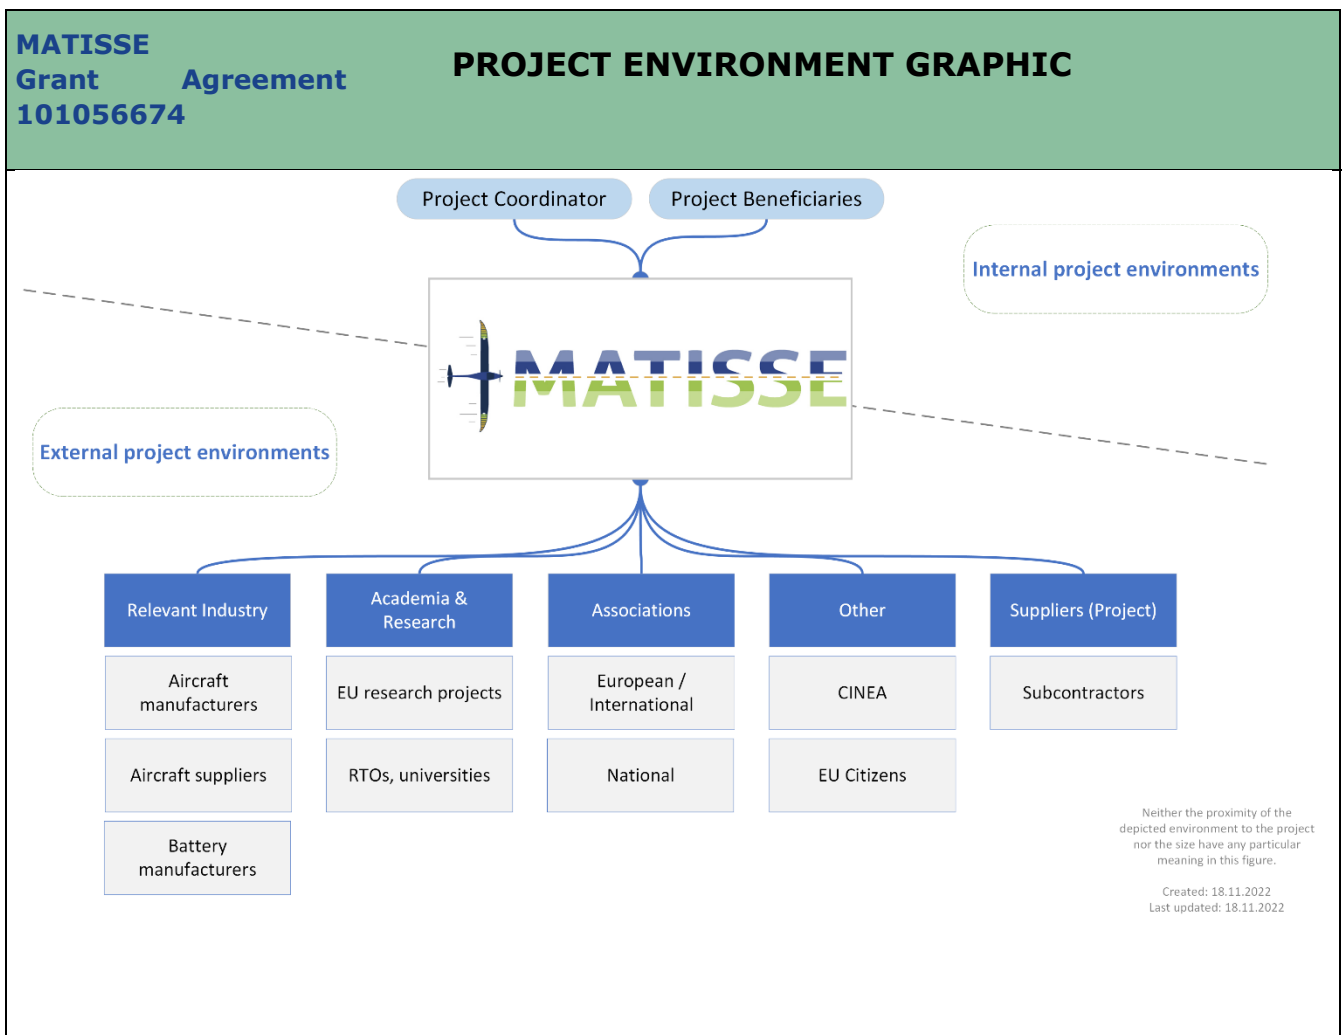 MATISSE
Grant Agreement
101056674
PROJECT ENVIRONMENT GRAPHIC
Project Coordinator
Project Beneficiaries
Internal project environments
MATISSE
External project environments
Relevant Industry
Academia &
Research
Associations
Other
Suppliers (Project)
Aircraft
manufacturers
EU research projects
European /
International
CINEA
Subcontractors
Aircraft suppliers
RTOs, universities
National
EU Citizens
Battery
manufacturers
Neither the proximity of the
depicted environment to the project
nor the size have any particular
meaning in this figure.
Created: 18.11.2022
Last updated: 18.11.2022